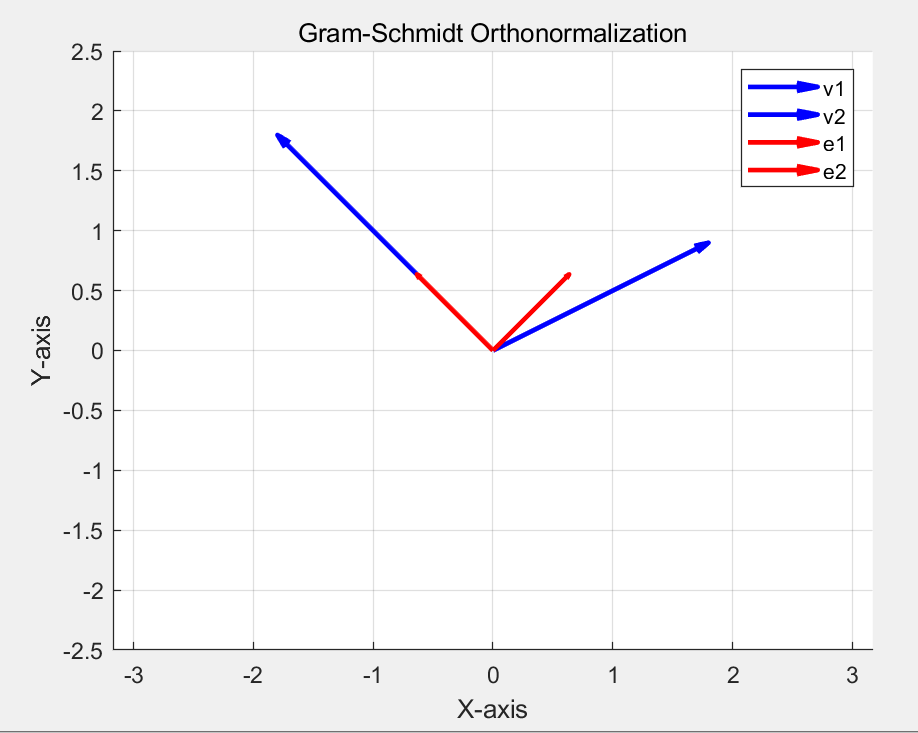 Gram-Schmidt Orthonormalization
2.5
2
1.5
1
0.5
0
-0.5
-1
-1.5
-2
-2.5
Y-axis
v1
v2
e1
e2
-3 -2 -1 0 1 2 3
X-axis